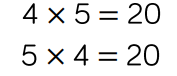 4 × 5 = 20
5 × 4 = 20